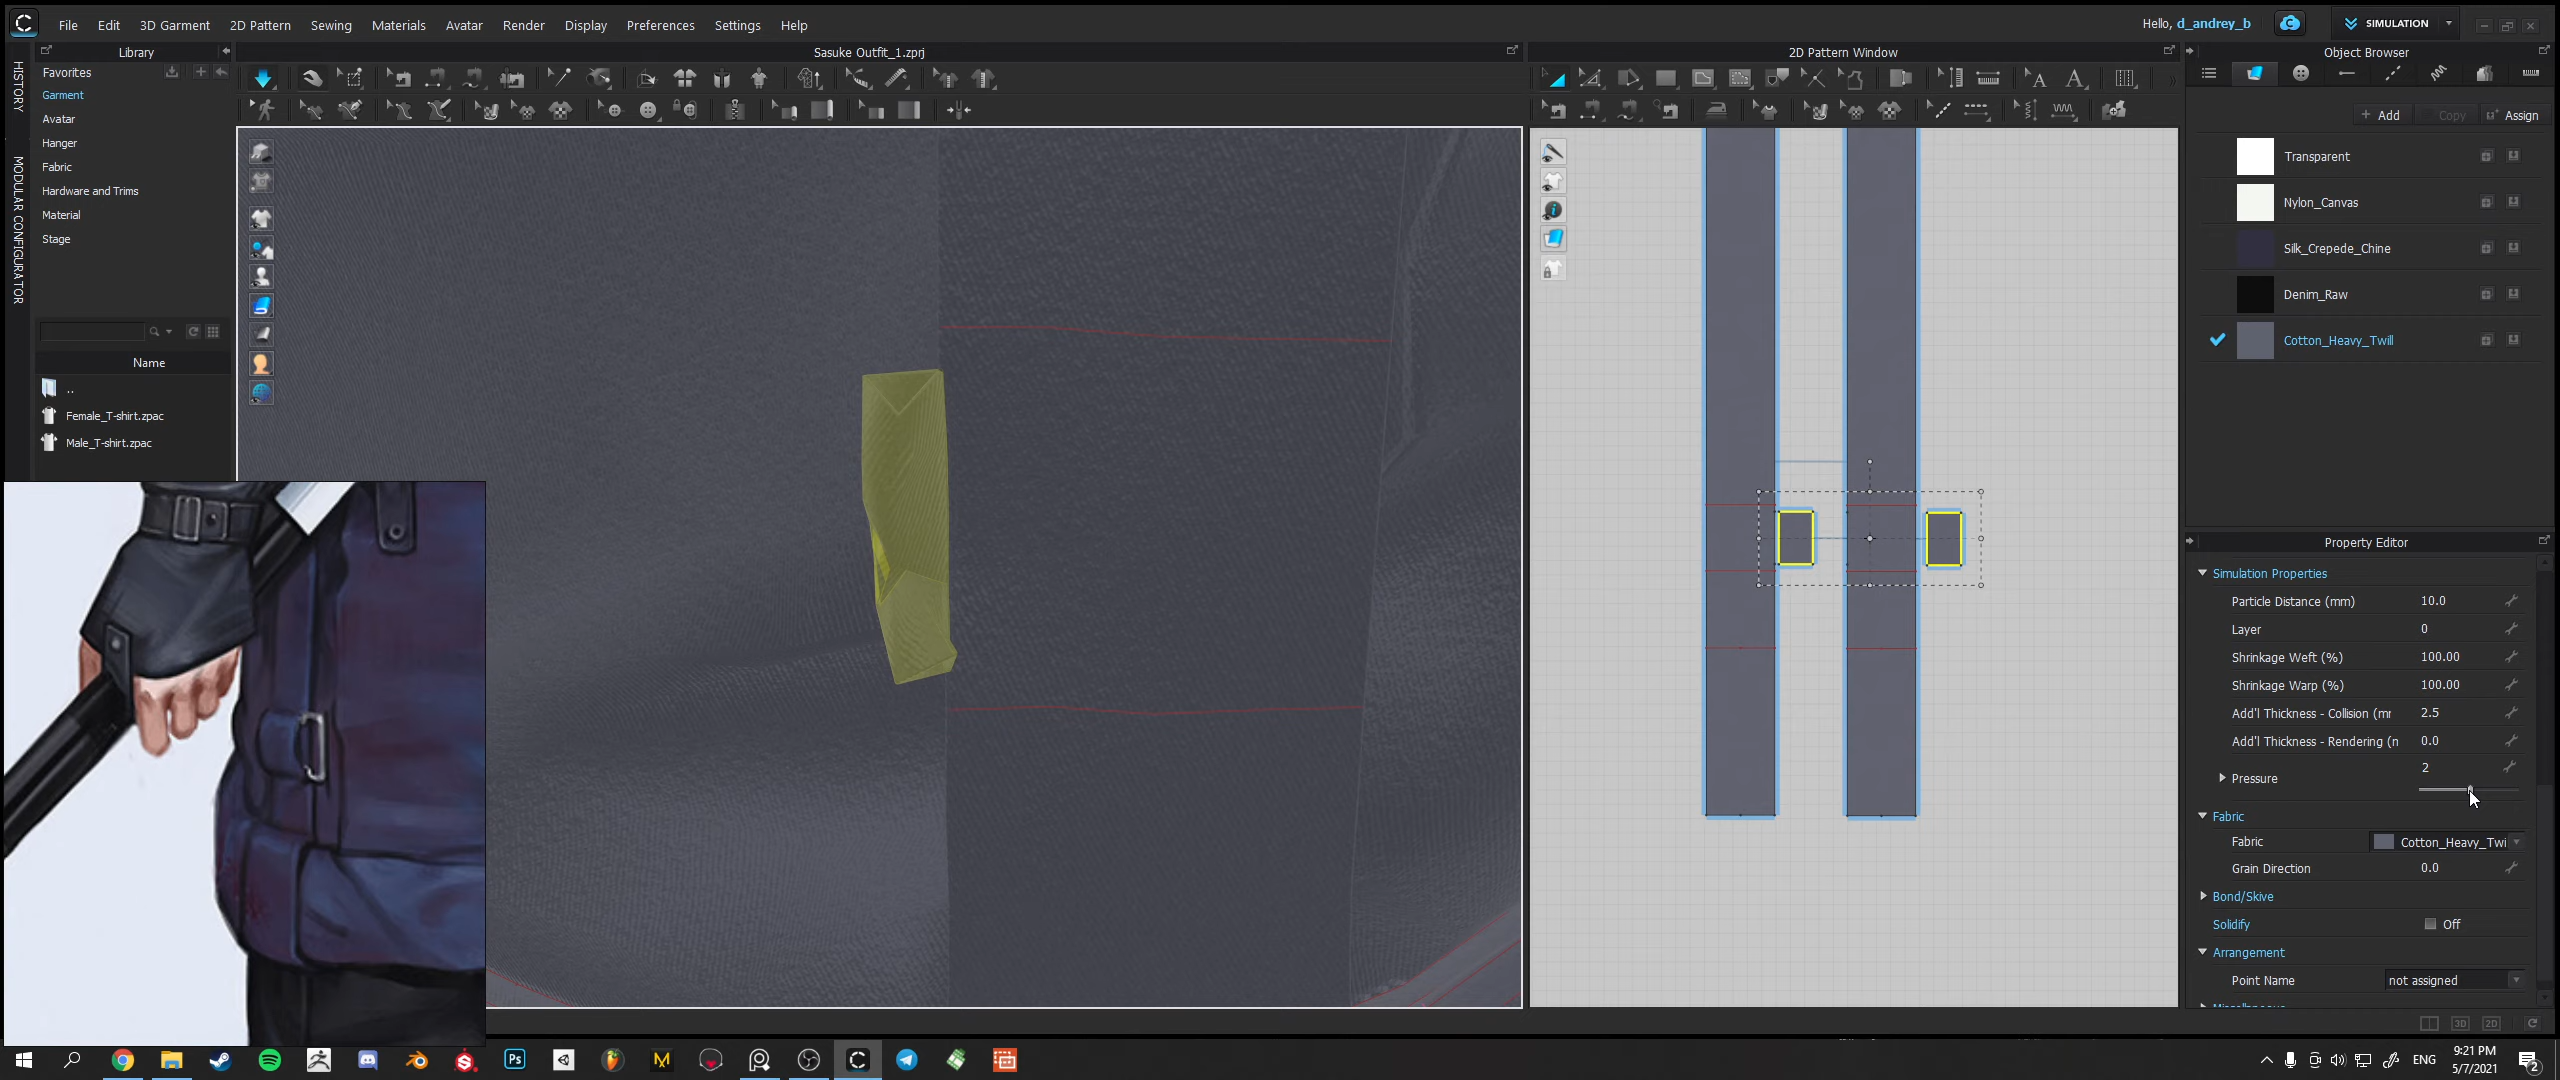 File Edit 3D Garment 2D Pattern Sewing Materials Avatar Render Display Preferences Settings Help
Hello, d_andrey_b
SIMULATION
Library
Sasuke Outfit_1.zprj
2D Pattern Window
Object Browser
HISTORY
MODULAR CONFIGURATOR
Favorites
Garment
Avatar
Hanger
Fabric
Hardware and Trims
Material
Stage
Name
..
Female_T-shirt.zpac
Male_T-shirt.zpac
+ Add Copy Assign
Transparent
Nylon_Canvas
Silk_Crepede_Chine
Denim_Raw
Cotton_Heavy_Twill
Property Editor
Simulation Properties
Particle Distance (mm) 10.0
Layer 0
Shrinkage Weft (%) 100.00
Shrinkage Warp (%) 100.00
Add'l Thickness - Collision (mr 2.5
Add'l Thickness - Rendering (n 0.0
Pressure 2
Fabric
Fabric Cotton_Heavy_Twi
Grain Direction 0.0
Bond/Skive
Solidify Off
Arrangement
Point Name not assigned
3D 2D
Ps
ENG
9:21 PM
5/7/2021
2